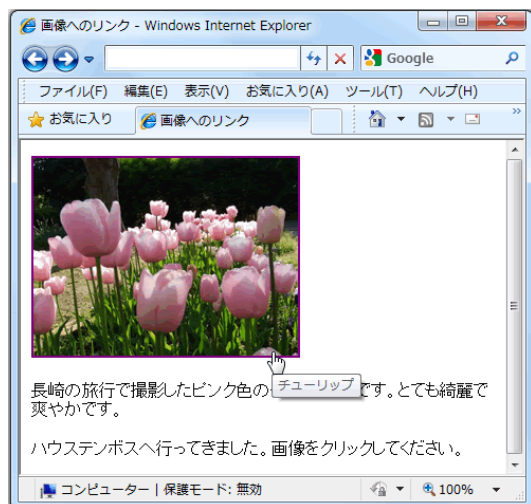 画像へのリンク - Windows Internet Explorer
Google
ファイル(F) 編集(E) 表示(V) お気に入り(A) ツール(T) ヘルプ(H)
お気に入り 画像へのリンク
チューリップ
長崎の旅行で撮影したピンク色の です。とても綺麗で
爽やかです。
ハウステンボスへ行ってきました。画像をクリックしてください。
コンピューター | 保護モード: 無効 100%